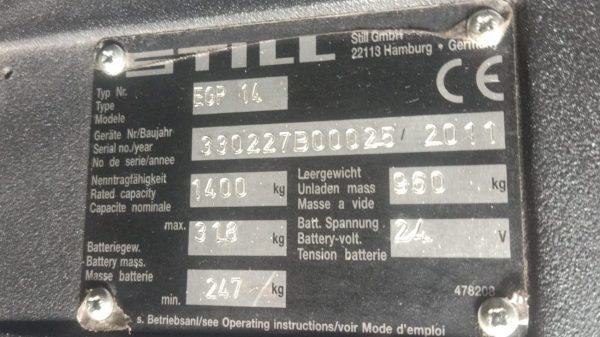 STILL
Still GmbH
22113 Hamburg • Germany
Typ Nr.
Type
Modele
EGP 14
CE
Geräte Nr/Baujahr
Serial no./year
No de serie/annee
330227B00025 / 2011
Nenntragfähigkeit
Rated capacity
Capacite nominale
1400 kg
Leergewicht
Unladen mass
Masse a vide
960 kg
max. 318 kg
Batteriegew.
Battery mass.
Masse batterie
min. 247 kg
Batt. Spannung
Battery-volt.
Tension batterie
24 V
s. Betriebsanl/see Operating instructions/voir Mode d'emploi